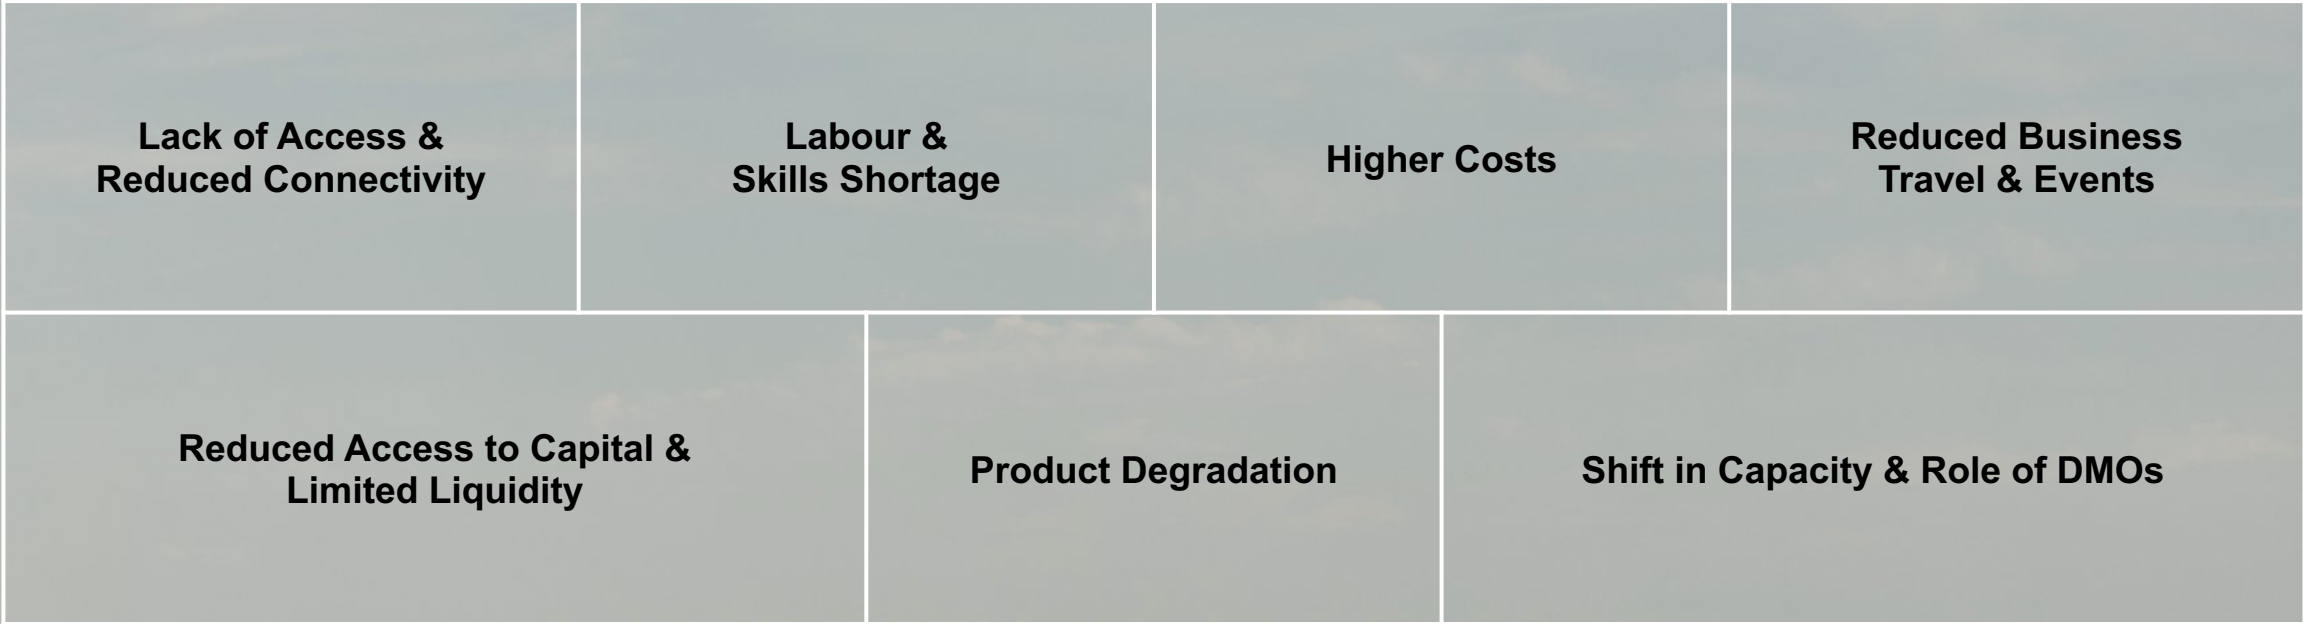 Lack of Access &
Reduced Connectivity
Labour &
Skills Shortage
Higher Costs
Reduced Business
Travel & Events
Reduced Access to Capital &
Limited Liquidity
Product Degradation
Shift in Capacity & Role of DMOs